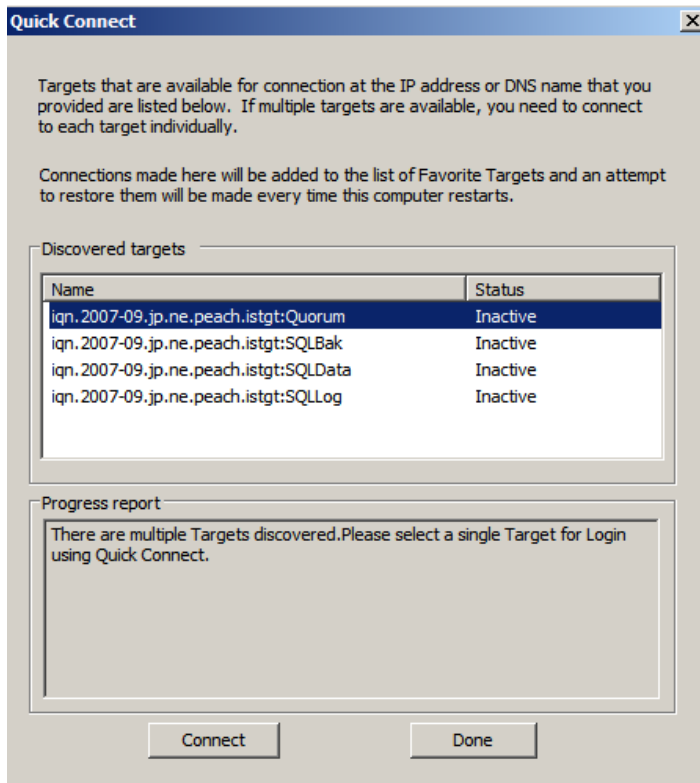 Quick Connect
Targets that are available for connection at the IP address or DNS name that you
provided are listed below.  If multiple targets are available, you need to connect
to each target individually.
Connections made here will be added to the list of Favorite Targets and an attempt
to restore them will be made every time this computer restarts.
Discovered targets
Name Status
iqn.2007-09.jp.ne.peach.istgt:Quorum Inactive
iqn.2007-09.jp.ne.peach.istgt:SQLBak Inactive
iqn.2007-09.jp.ne.peach.istgt:SQLData Inactive
iqn.2007-09.jp.ne.peach.istgt:SQLLog Inactive
Progress report
There are multiple Targets discovered.Please select a single Target for Login
using Quick Connect.
Connect Done